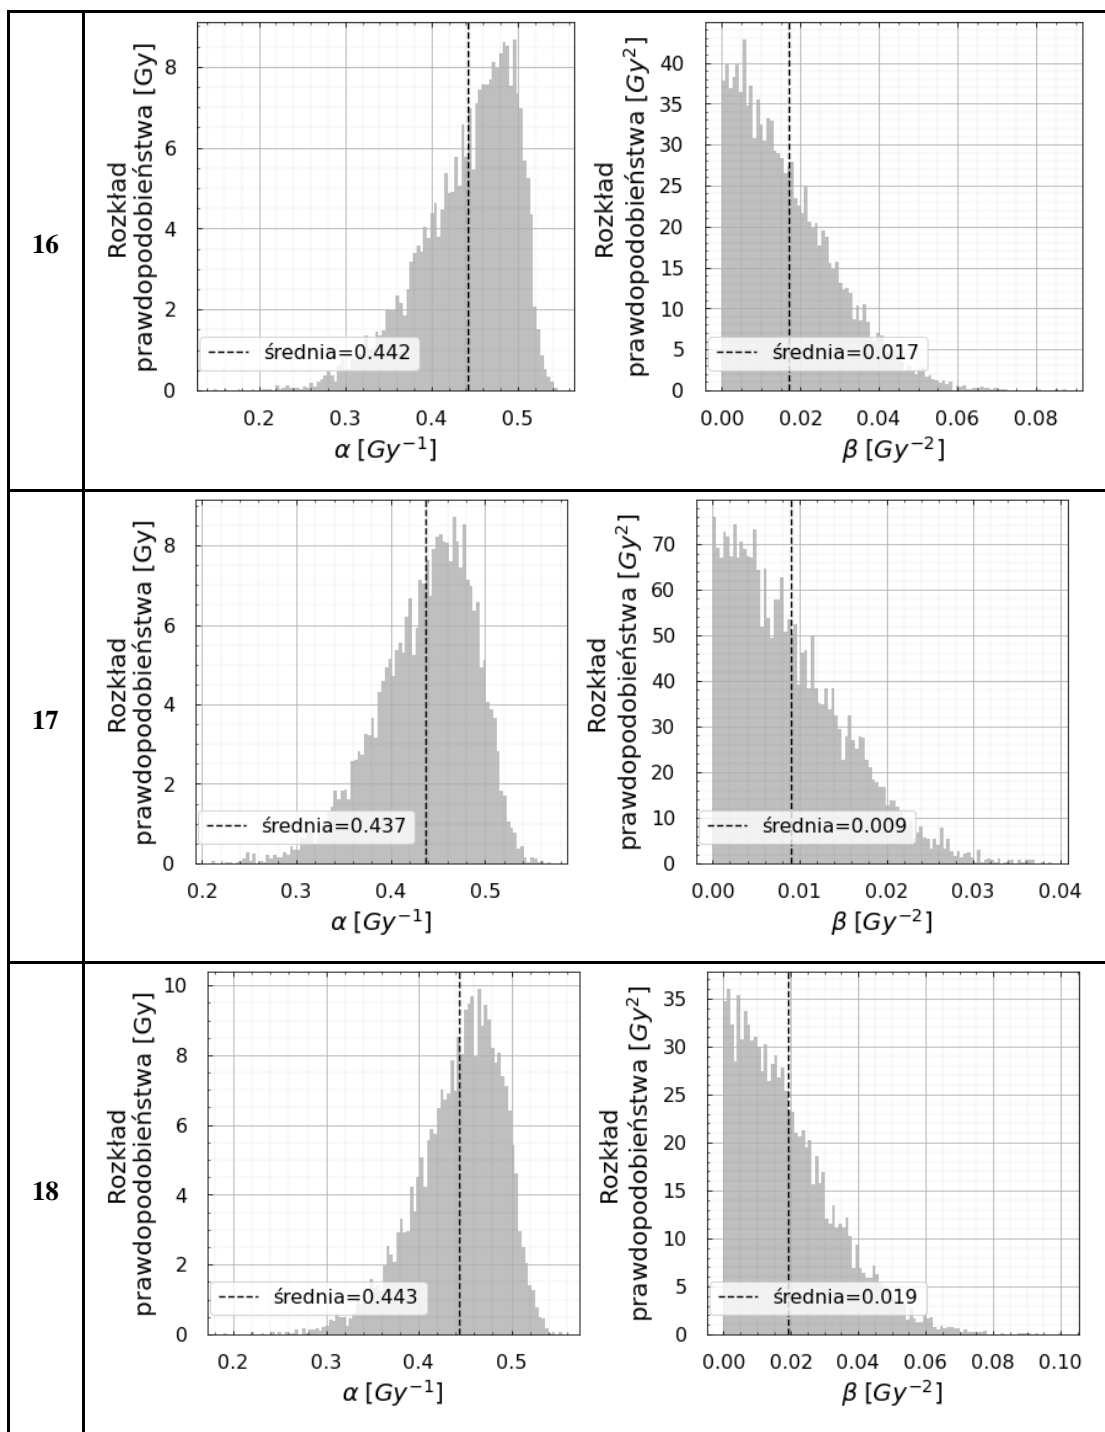 16
Rozkład
prawdopodobieństwa [Gy]
8
6
4
2
0
średnia=0.442
0.2 0.3 0.4 0.5
α [Gy⁻¹]
Rozkład
prawdopodobieństwa [Gy²]
40
35
30
25
20
15
10
5
0
średnia=0.017
0.00 0.02 0.04 0.06 0.08
β [Gy⁻²]
17
Rozkład
prawdopodobieństwa [Gy]
8
6
4
2
0
średnia=0.437
0.2 0.3 0.4 0.5
α [Gy⁻¹]
Rozkład
prawdopodobieństwa [Gy²]
70
60
50
40
30
20
10
0
średnia=0.009
0.00 0.01 0.02 0.03 0.04
β [Gy⁻²]
18
Rozkład
prawdopodobieństwa [Gy]
10
8
6
4
2
0
średnia=0.443
0.2 0.3 0.4 0.5
α [Gy⁻¹]
Rozkład
prawdopodobieństwa [Gy²]
35
30
25
20
15
10
5
0
średnia=0.019
0.00 0.02 0.04 0.06 0.08 0.10
β [Gy⁻²]